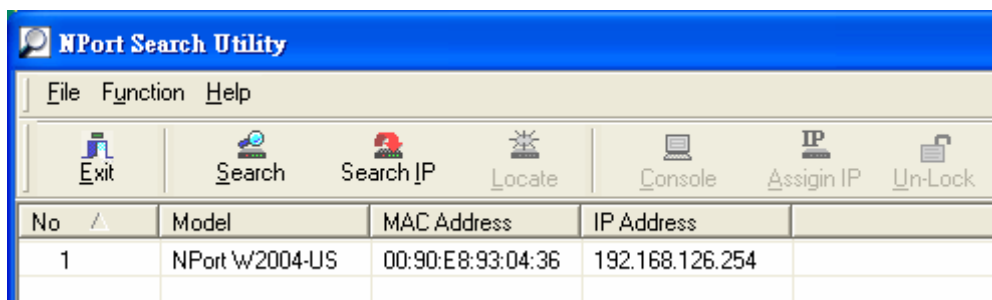 NPort Search Utility
File Function Help
Exit Search Search IP Locate Console Assigin IP Un-Lock
No Model MAC Address IP Address
1 NPort W2004-US 00:90:E8:93:04:36 192.168.126.254